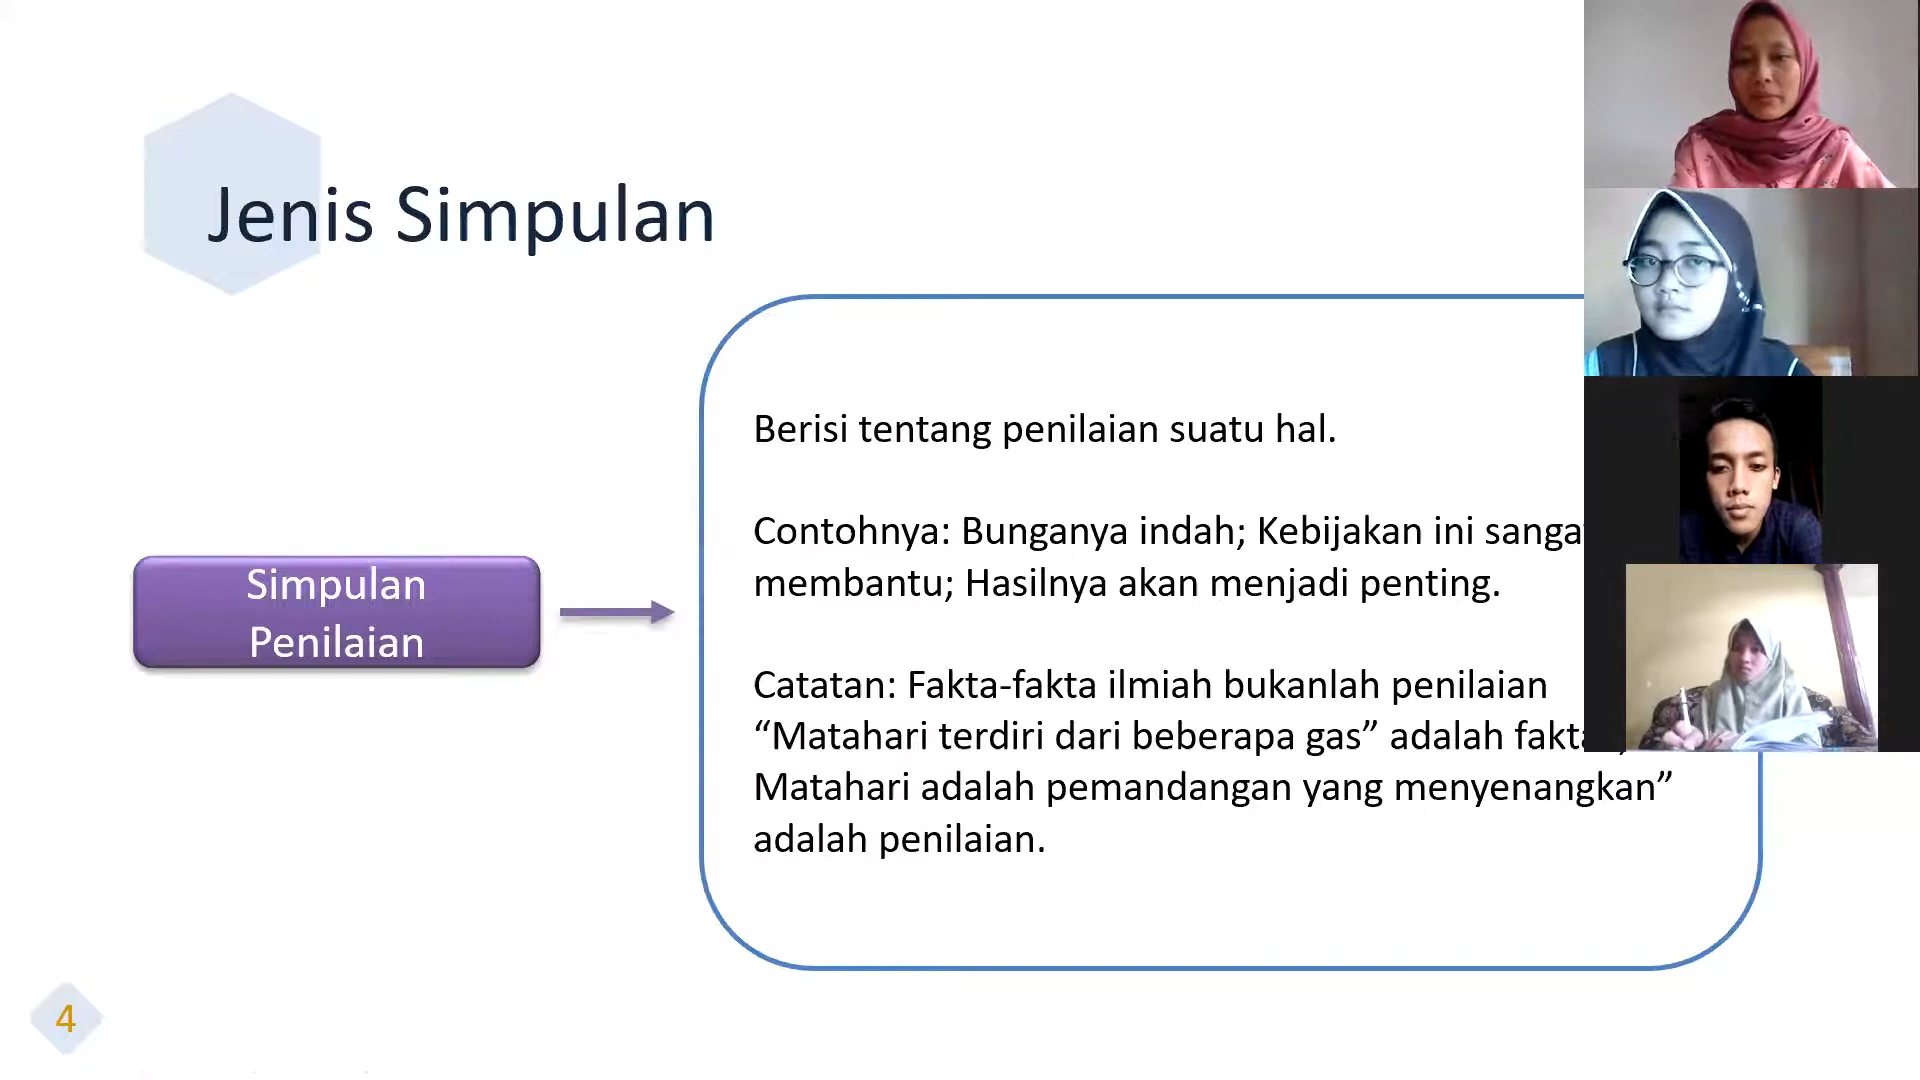 Jenis Simpulan
Simpulan
Penilaian
Berisi tentang penilaian suatu hal.
Contohnya: Bunganya indah; Kebijakan ini
membantu; Hasilnya akan menjadi penting.
Catatan: Fakta-fakta ilmiah bukanlah penilaian
“Matahari terdiri dari beberapa gas” adalah
Matahari adalah pemandangan yang menyenangkan”
adalah penilaian.
4